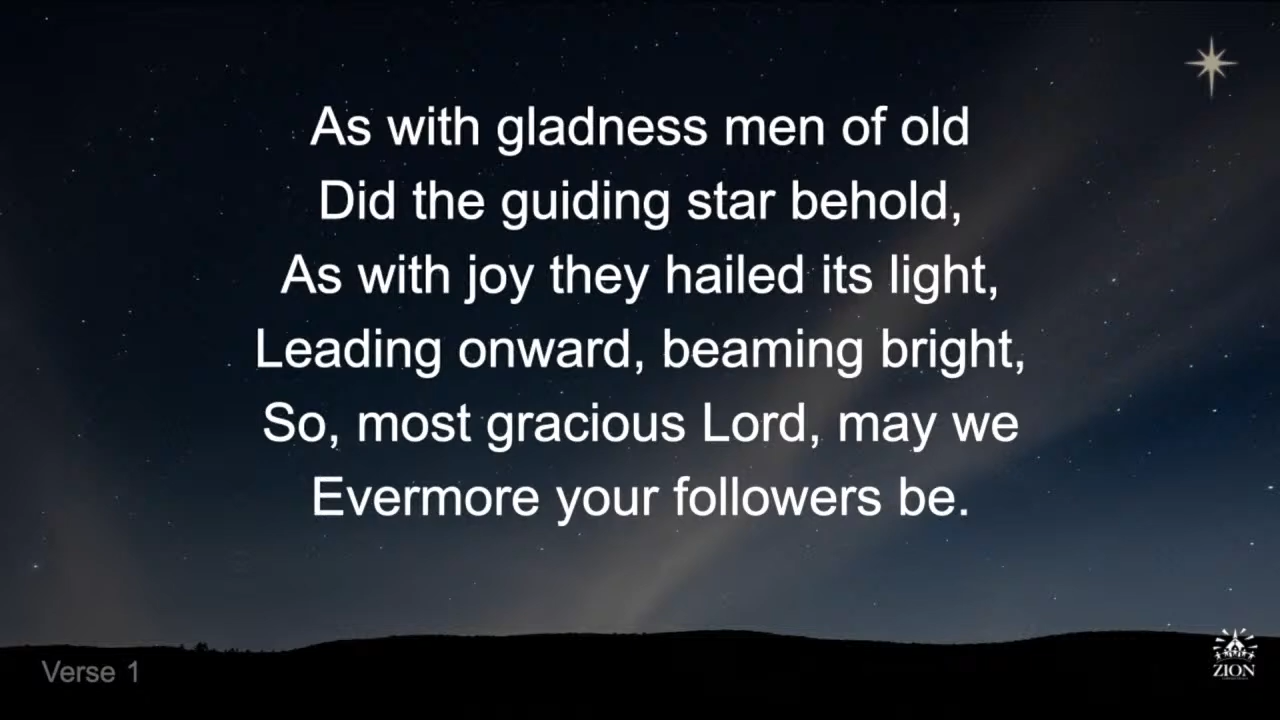 As with gladness men of old
Did the guiding star behold,
As with joy they hailed its light,
Leading onward, beaming bright,
So, most gracious Lord, may we
Evermore your followers be.
Verse 1
ZION